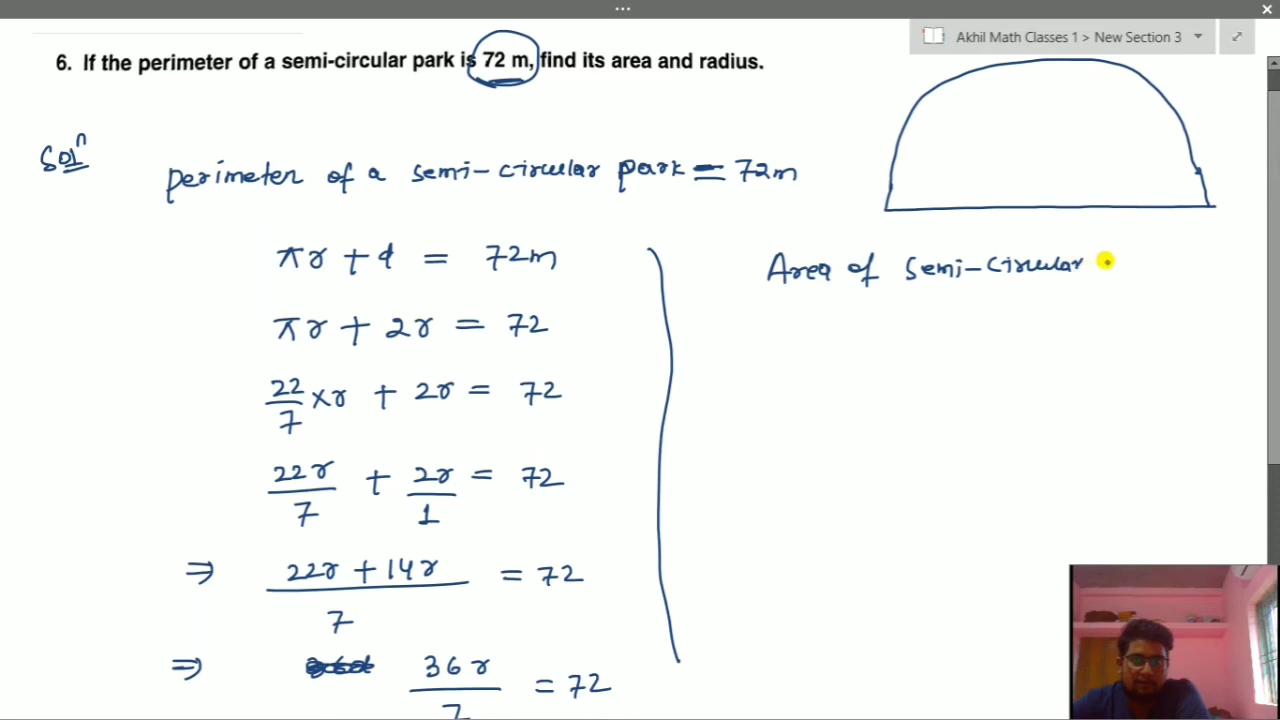 Akhil Math Classes 1 > New Section 3
6. If the perimeter of a semi-circular park is 72 m, find its area and radius.
Solⁿ
perimeter of a semi-circular park = 72m
πr + d = 72m
πr + 2r = 72
22/7 × r + 2r = 72
22r/7 + 2r/1 = 72
⇒ 22r + 14r/7 = 72
⇒ 36r/7 = 72
Area of Semi-Circular